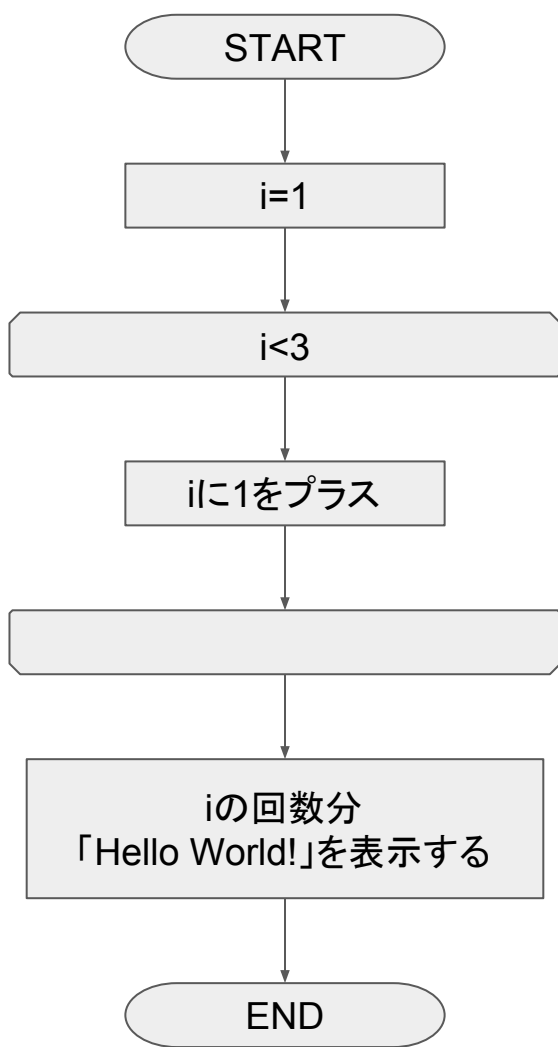 START
i=1
i<3
iに1をプラス
iの回数分
「Hello World!」を表示する
END